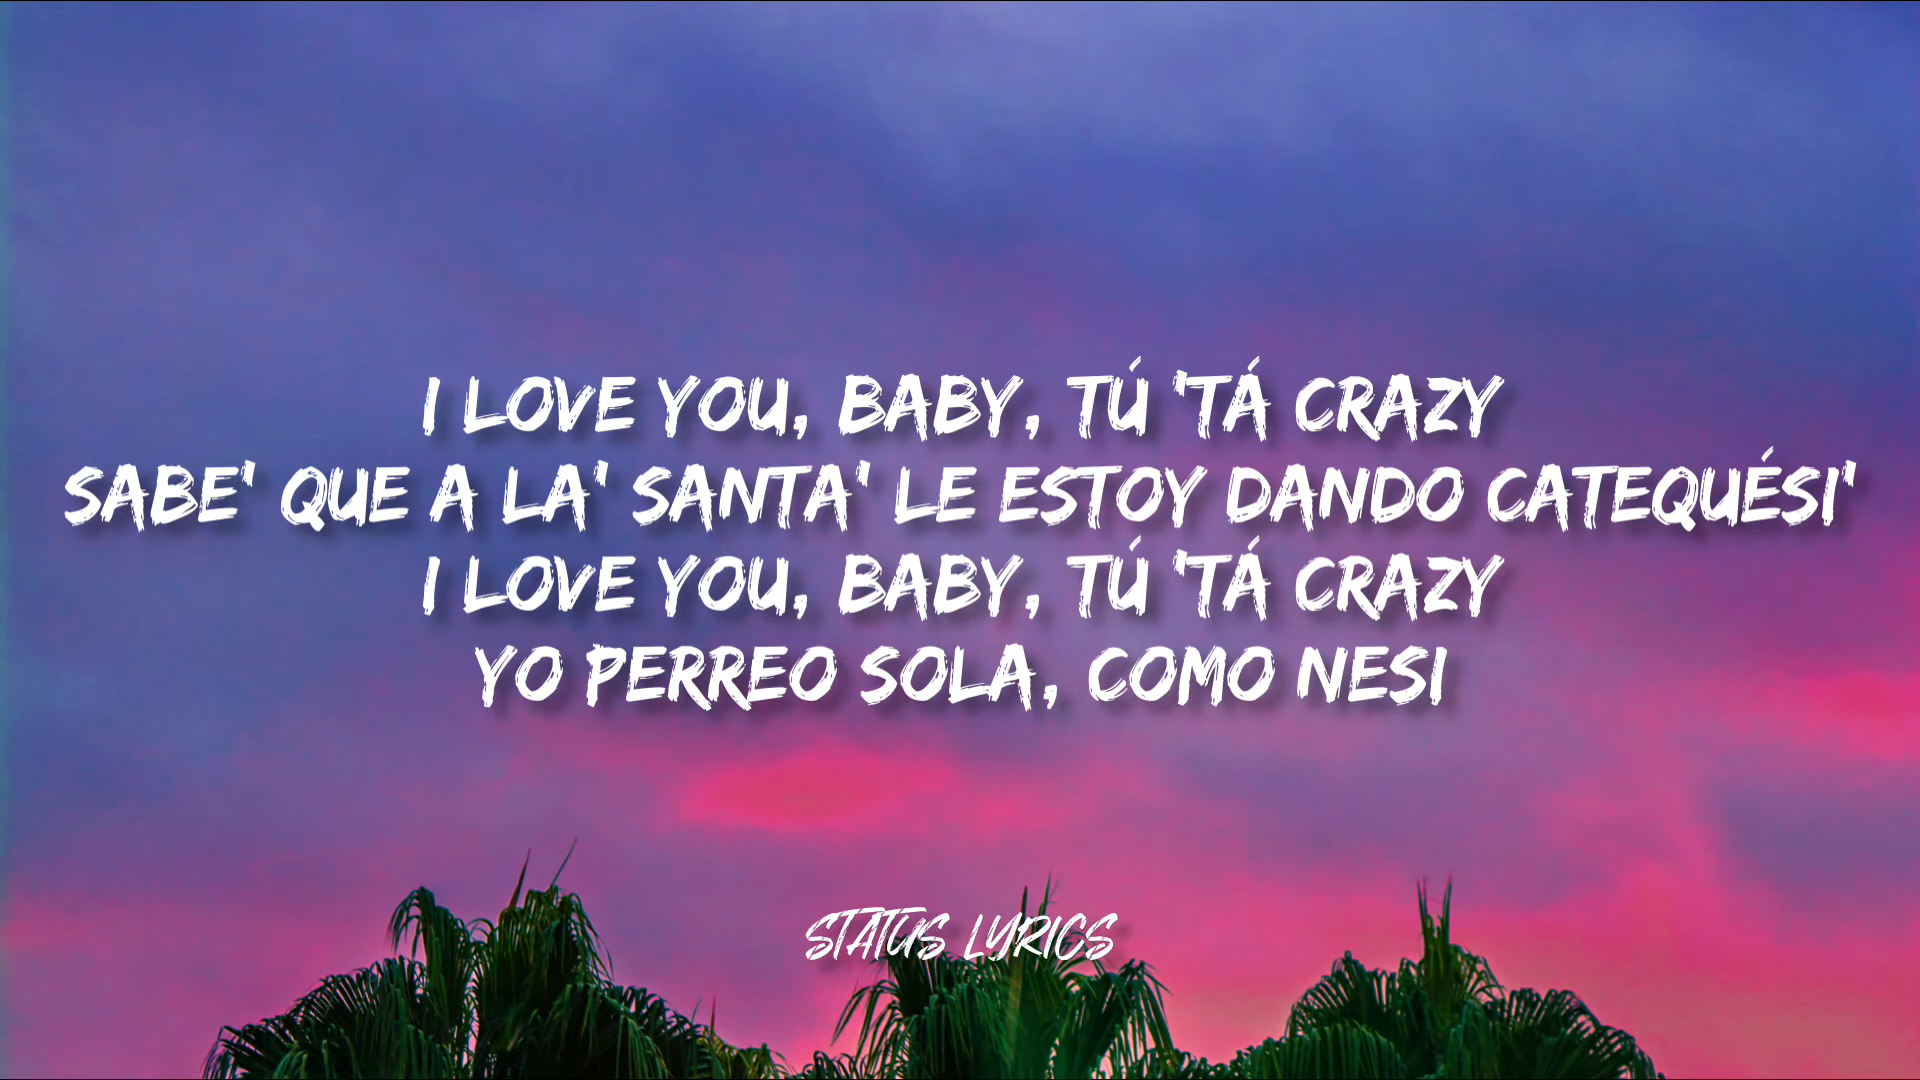 I LOVE YOU, BABY, TÚ 'TÁ CRAZY
SABE' QUE A LA' SANTA' LE ESTOY DANDO CATEQUÉSI'
I LOVE YOU, BABY, TÚ 'TÁ CRAZY
YO PERREO SOLA, COMO NESI
STATUS LYRICS